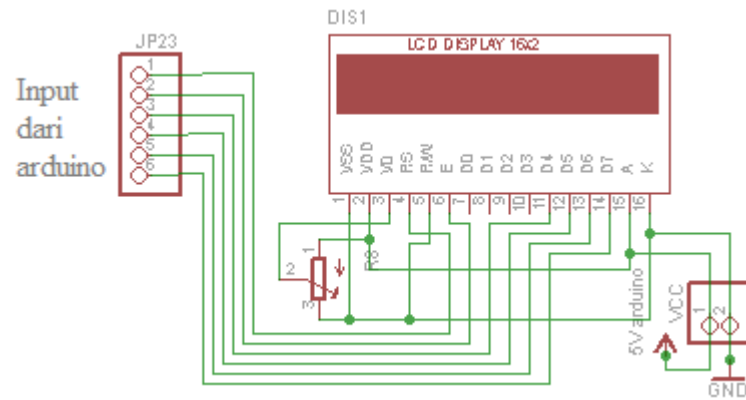 DIS1
JP23
LCD DISPLAY 16x2
Input
dari
arduino
1
2
3
4
5
6
VSS
VDD
VO
RS
R/W
E
D0
D1
D2
D3
D4
D5
D6
D7
A
K
1
2
3
4
5
6
7
8
9
10
11
12
13
14
15
16
1
2
3
R8
5V arduino
VCC
1
2
GND